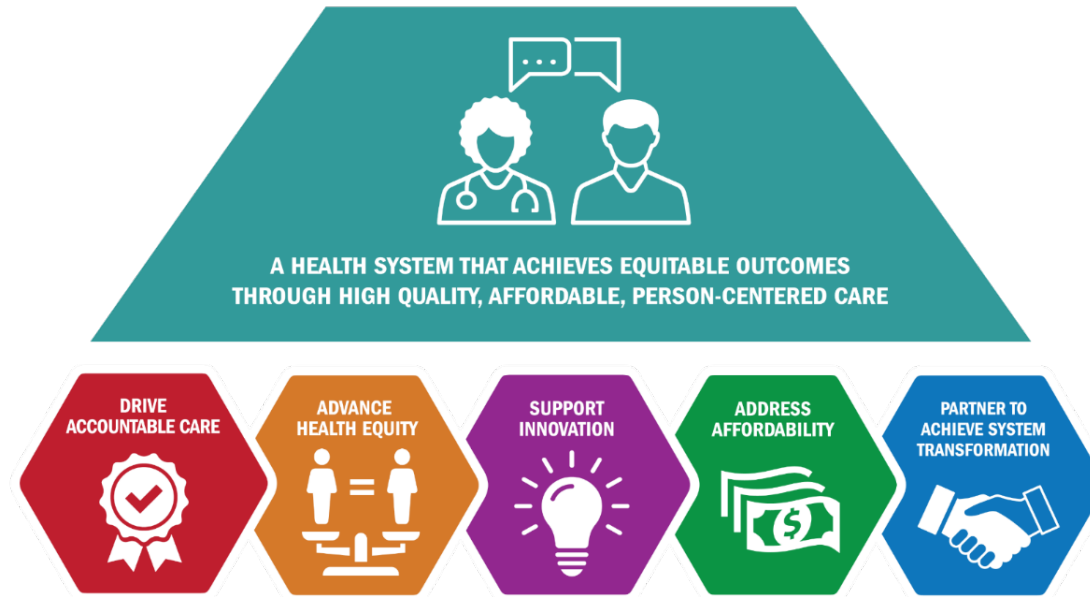 A HEALTH SYSTEM THAT ACHIEVES EQUITABLE OUTCOMES
THROUGH HIGH QUALITY, AFFORDABLE, PERSON-CENTERED CARE
DRIVE
ACCOUNTABLE CARE
ADVANCE
HEALTH EQUITY
SUPPORT
INNOVATION
ADDRESS
AFFORDABILITY
PARTNER TO
ACHIEVE SYSTEM
TRANSFORMATION
$